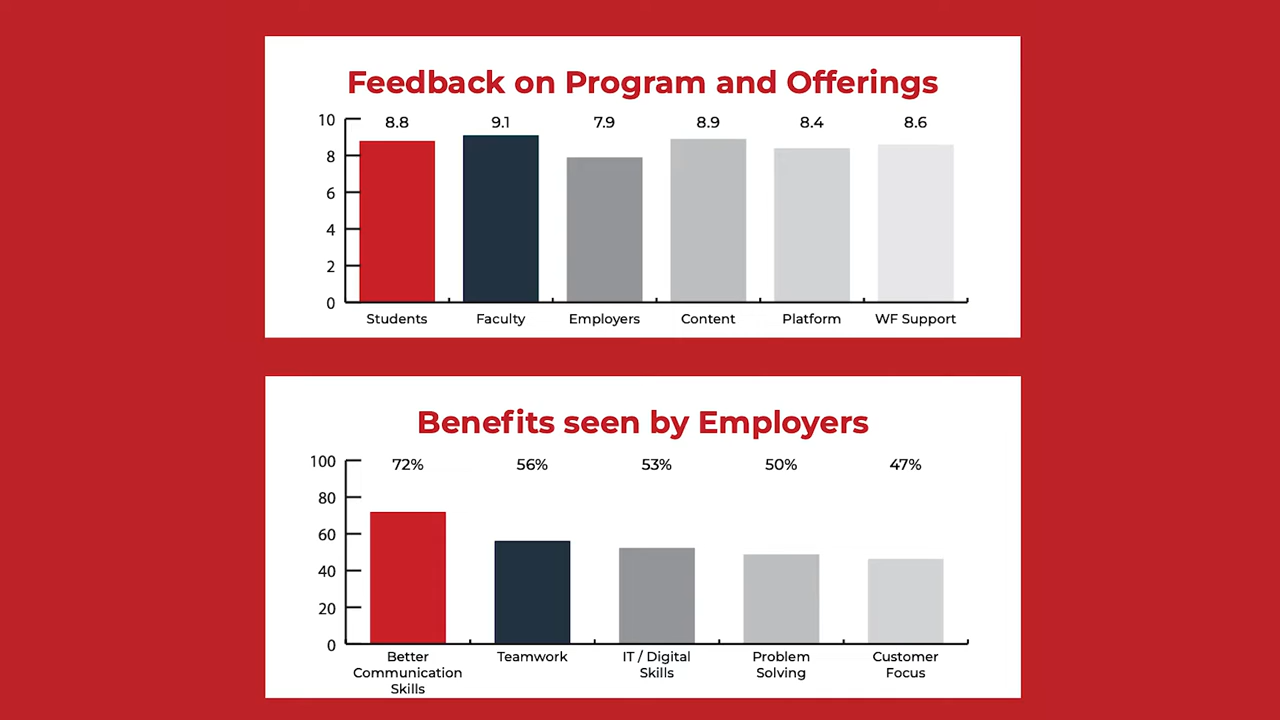 Feedback on Program and Offerings
10
8
6
4
2
0
8.8 9.1 7.9 8.9 8.4 8.6
Students Faculty Employers Content Platform WF Support
Benefits seen by Employers
100
80
60
40
20
0
72% 56% 53% 50% 47%
Better Teamwork IT / Digital Problem Customer
Communication Skills Solving Focus
Skills